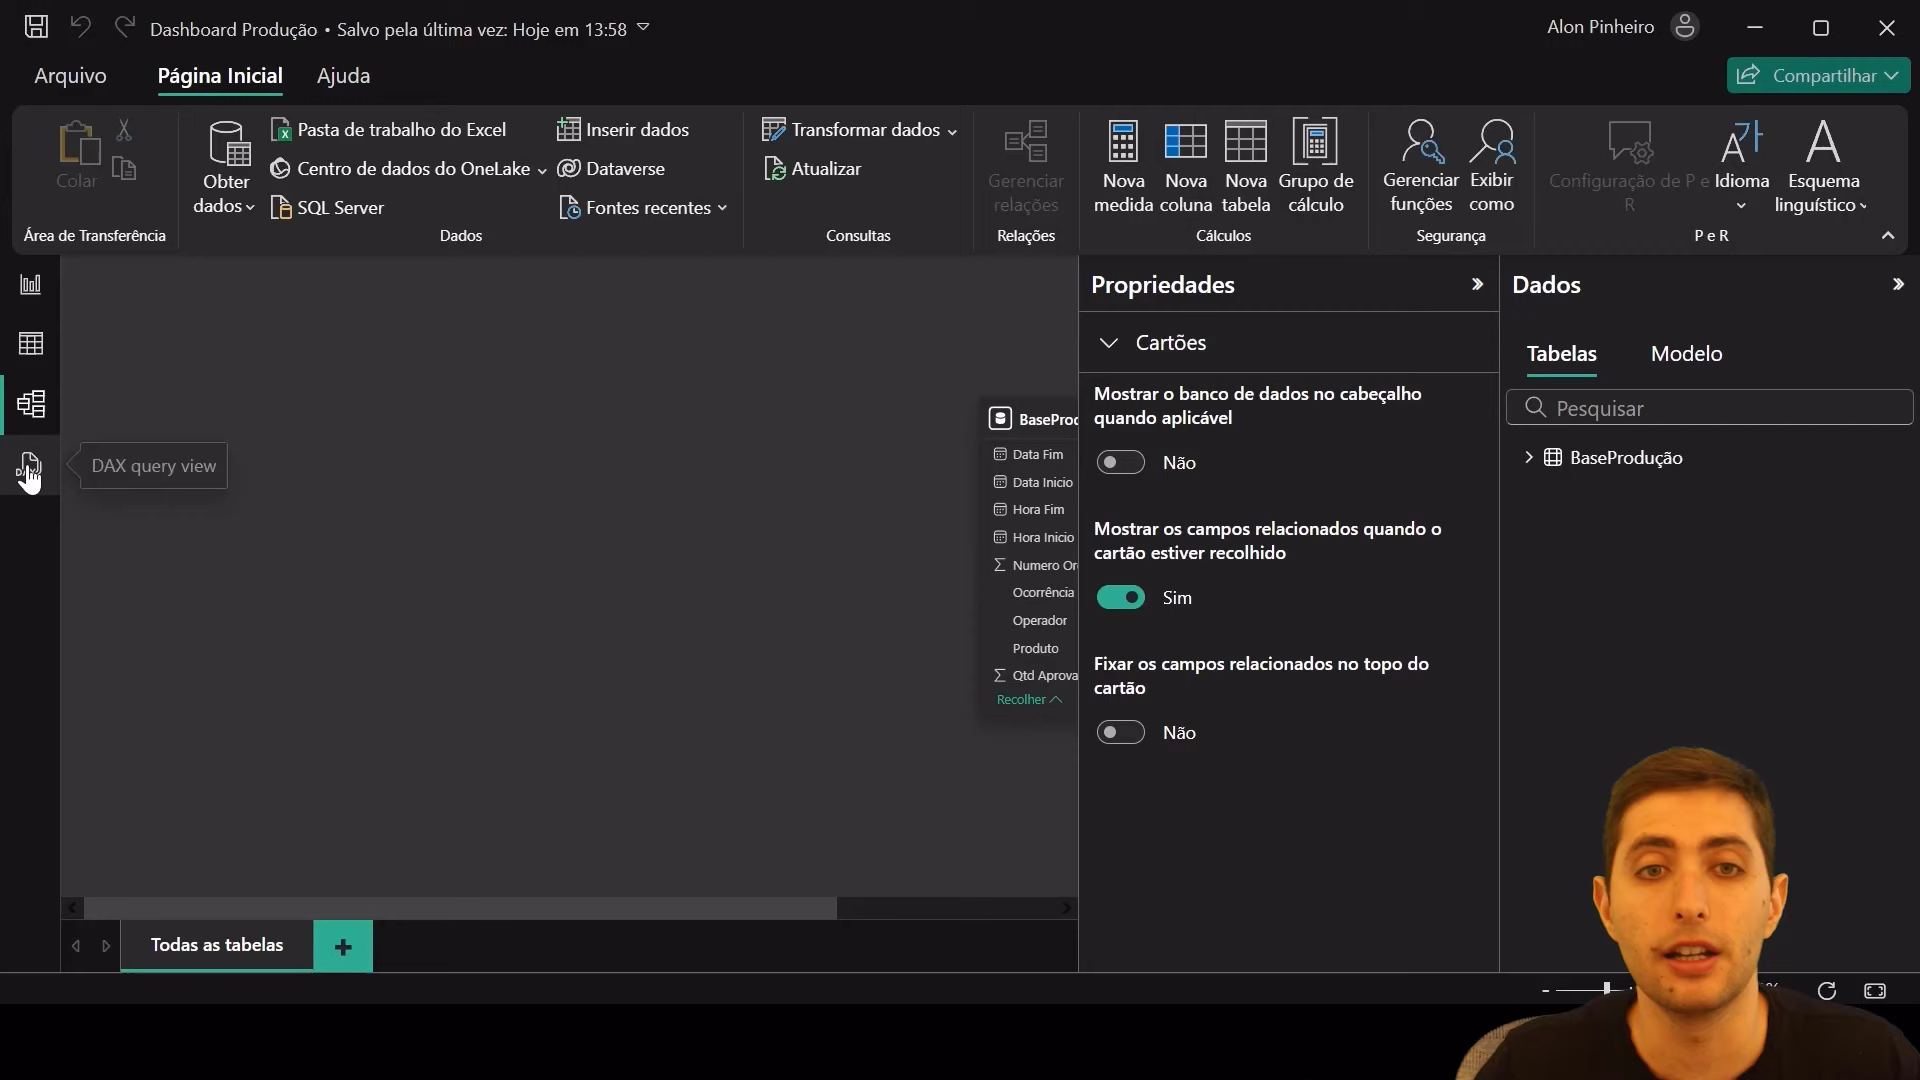 Dashboard Produção • Salvo pela última vez: Hoje em 13:58
Alon Pinheiro
Arquivo
Página Inicial
Ajuda
Compartilhar
Colar
Área de Transferência
Obter
dados
Pasta de trabalho do Excel
Centro de dados do OneLake
SQL Server
Inserir dados
Dataverse
Fontes recentes
Dados
Transformar dados
Atualizar
Consultas
Gerenciar
relações
Relações
Nova
medida
Nova
coluna
Nova
tabela
Grupo de
cálculo
Cálculos
Gerenciar
funções
Exibir
como
Segurança
Configuração de P e
R
Idioma
Esquema
linguístico
P e R
DAX query view
BaseProd
Data Fim
Data Inicio
Hora Fim
Hora Inicio
Numero Or
Ocorrência
Operador
Produto
Qtd Aprova
Recolher
Propriedades
Cartões
Mostrar o banco de dados no cabeçalho
quando aplicável
Não
Mostrar os campos relacionados quando o
cartão estiver recolhido
Sim
Fixar os campos relacionados no topo do
cartão
Não
Dados
Tabelas
Modelo
Pesquisar
BaseProdução
Todas as tabelas